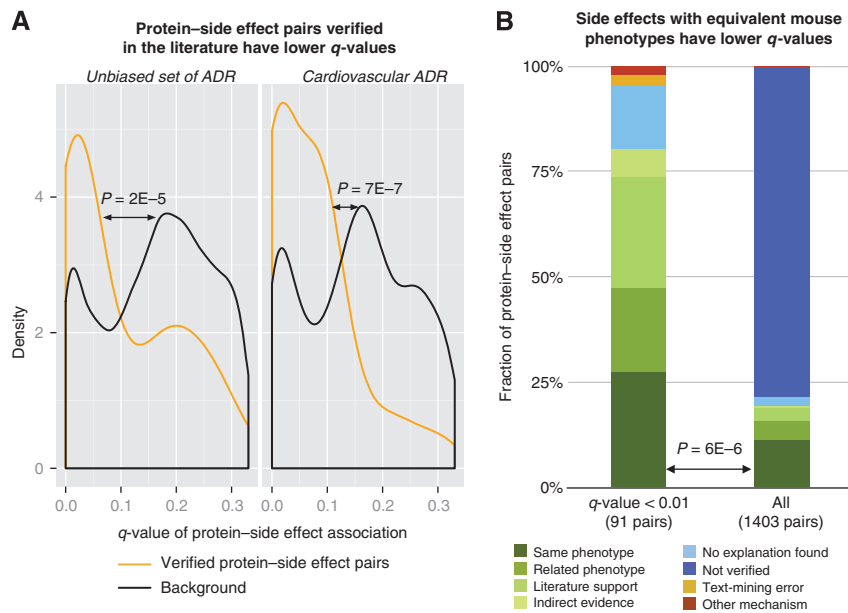 A
Protein–side effect pairs verified
in the literature have lower q-values
Unbiased set of ADR
Cardiovascular ADR
P = 2E–5
P = 7E–7
Density
4
2
0
0.0 0.1 0.2 0.3
0.0 0.1 0.2 0.3
q-value of protein–side effect association
Verified protein–side effect pairs
Background
B
Side effects with equivalent mouse
phenotypes have lower q-values
Fraction of protein–side effect pairs
100%
75%
50%
25%
0%
P = 6E–6
q-value < 0.01
(91 pairs)
All
(1403 pairs)
Same phenotype
Related phenotype
Literature support
Indirect evidence
No explanation found
Not verified
Text-mining error
Other mechanism